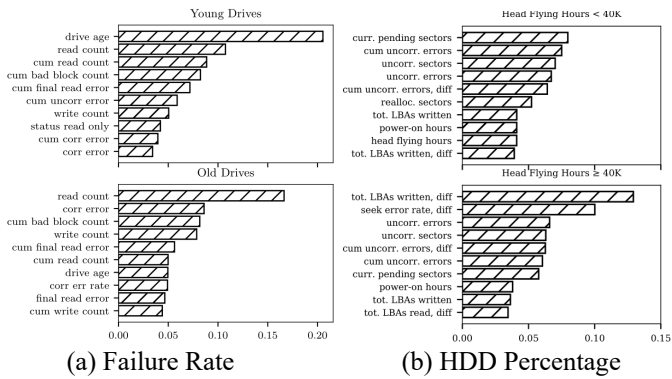 Young Drives
drive age
read count
cum read count
cum bad block count
cum final read error
cum uncorr error
write count
status read only
cum corr error
corr error
Old Drives
read count
corr error
cum bad block count
write count
cum final read error
cum read count
drive age
corr err rate
final read error
cum write count
0.00 0.05 0.10 0.15 0.20
(a) Failure Rate
Head Flying Hours < 40K
curr. pending sectors
cum uncorr. errors
uncorr. sectors
uncorr. errors
cum uncorr. errors, diff
realloc. sectors
tot. LBAs written
power-on hours
head flying hours
tot. LBAs written, diff
Head Flying Hours ≥ 40K
tot. LBAs written, diff
seek error rate, diff
uncorr. errors
uncorr. sectors
cum uncorr. errors, diff
cum uncorr. errors
curr. pending sectors
power-on hours
tot. LBAs written
tot. LBAs read, diff
0.00 0.05 0.10 0.15
(b) HDD Percentage